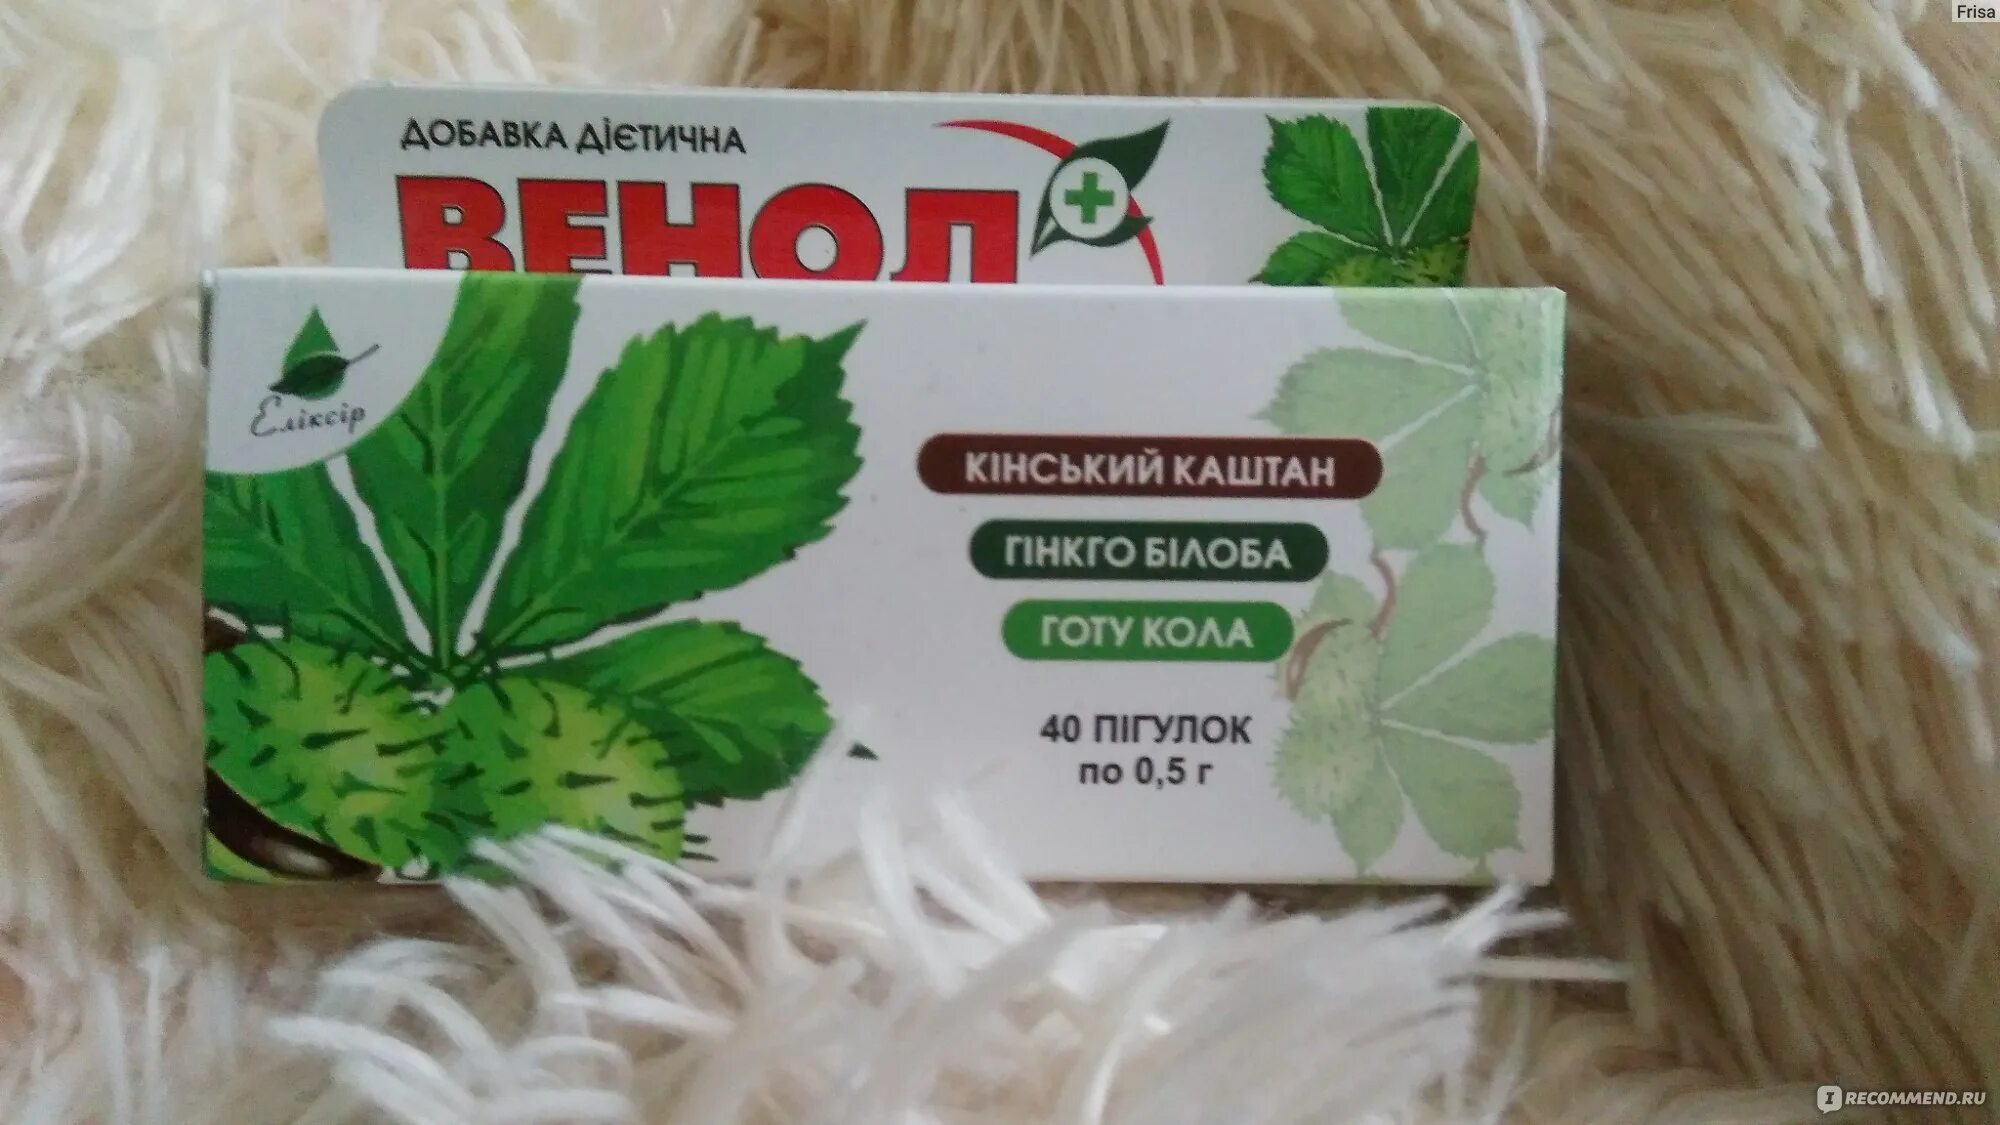 Frisa
ДОБАВКА ДІЄТИЧНА
ВЕНОЛ
Еліксір
КІНСЬКИЙ КАШТАН
ГІНКГО БІЛОБА
ГОТУ КОЛА
40 ПІГУЛОК
по 0,5 г
I RECOMMEND.RU